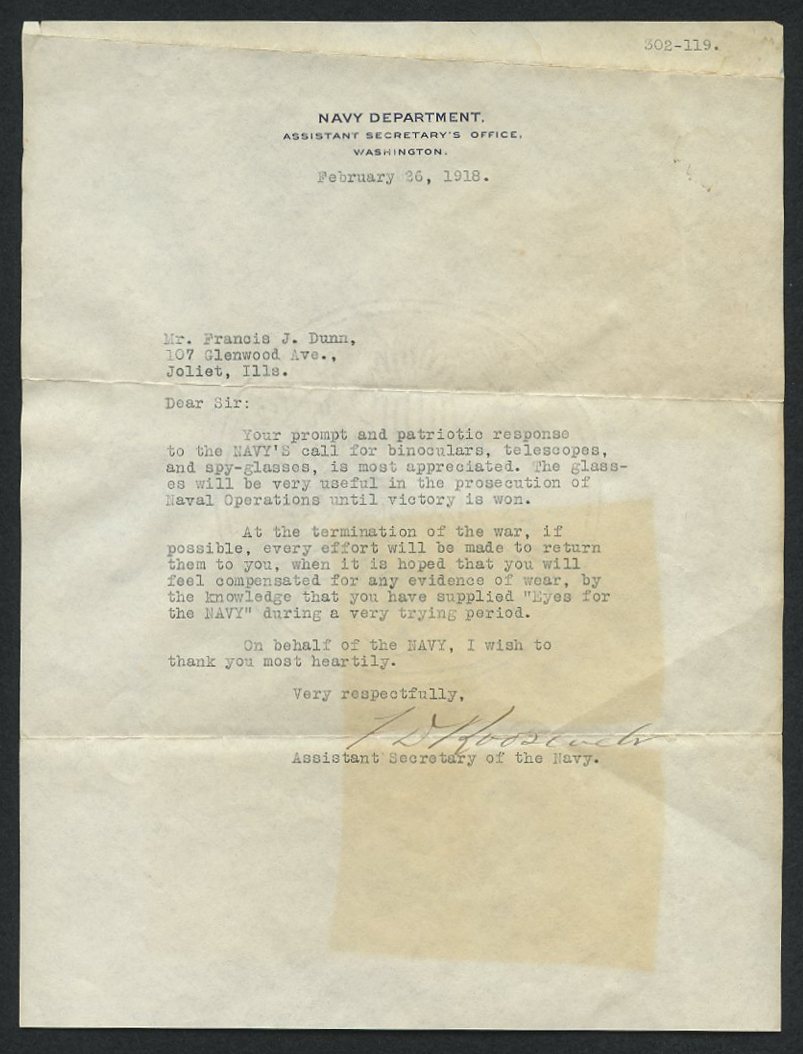 302-119.
NAVY DEPARTMENT,
ASSISTANT SECRETARY'S OFFICE,
WASHINGTON.
February 26, 1918.
Mr. Francis J. Dunn,
107 Glenwood Ave.,
Joliet, Ills.
Dear Sir:
Your prompt and patriotic response
to the NAVY'S call for binoculars, telescopes,
and spy-glasses, is most appreciated. The glass-
es will be very useful in the prosecution of
Naval Operations until victory is won.
At the termination of the war, if
possible, every effort will be made to return
them to you, when it is hoped that you will
feel compensated for any evidence of wear, by
the knowledge that you have supplied "Eyes for
the NAVY" during a very trying period.
On behalf of the NAVY, I wish to
thank you most heartily.
Very respectfully,
F D Roosevelt
Assistant Secretary of the Navy.